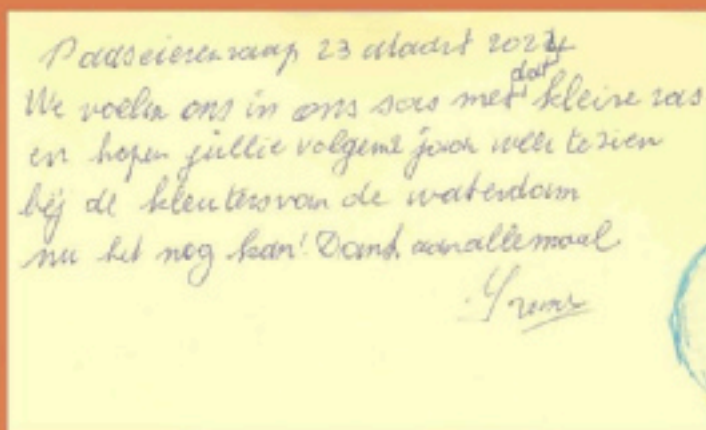 Paaseierenraap 23 Maart 2024
We voelen ons in ons sas met dat kleine ras
en hopen jullie volgend jaar weer te zien
bij de kleuters van de waterdam
nu het nog kan! Dank aan allemaal